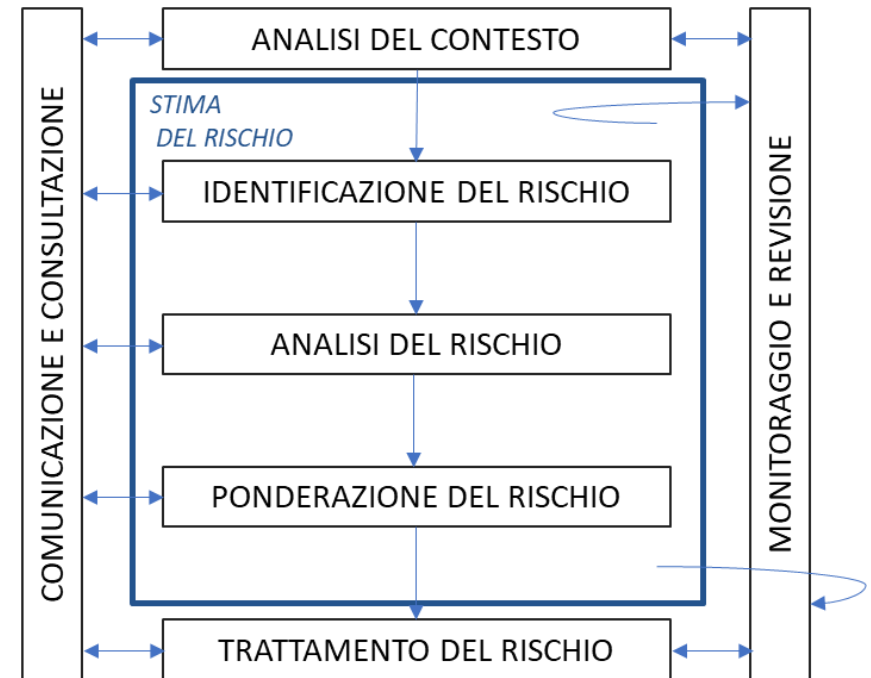 ANALISI DEL CONTESTO
STIMA
DEL RISCHIO
IDENTIFICAZIONE DEL RISCHIO
ANALISI DEL RISCHIO
PONDERAZIONE DEL RISCHIO
TRATTAMENTO DEL RISCHIO
COMUNICAZIONE E CONSULTAZIONE
MONITORAGGIO E REVISIONE